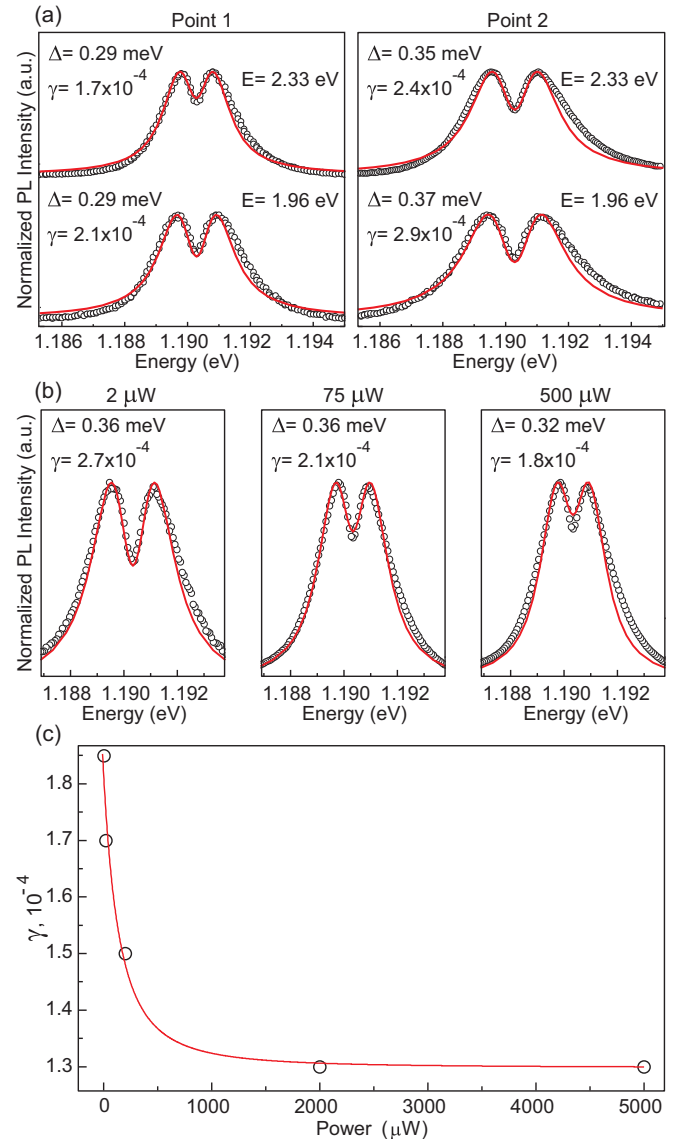 (a)
Point 1
Point 2
Normalized PL Intensity (a.u.)
Δ= 0.29 meV
γ= 1.7x10⁻⁴
E= 2.33 eV
Δ= 0.29 meV
γ= 2.1x10⁻⁴
E= 1.96 eV
Δ= 0.35 meV
γ= 2.4x10⁻⁴
E= 2.33 eV
Δ= 0.37 meV
γ= 2.9x10⁻⁴
E= 1.96 eV
1.186 1.188 1.190 1.192 1.194
Energy (eV)
1.186 1.188 1.190 1.192 1.194
Energy (eV)
(b)
2 μW
75 μW
500 μW
Normalized PL Intensity (a.u.)
Δ= 0.36 meV
γ= 2.7x10⁻⁴
Δ= 0.36 meV
γ= 2.1x10⁻⁴
Δ= 0.32 meV
γ= 1.8x10⁻⁴
1.188 1.190 1.192
Energy (eV)
1.188 1.190 1.192
Energy (eV)
1.188 1.190 1.192
Energy (eV)
(c)
γ, 10⁻⁴
1.8
1.7
1.6
1.5
1.4
1.3
0 1000 2000 3000 4000 5000
Power (μW)